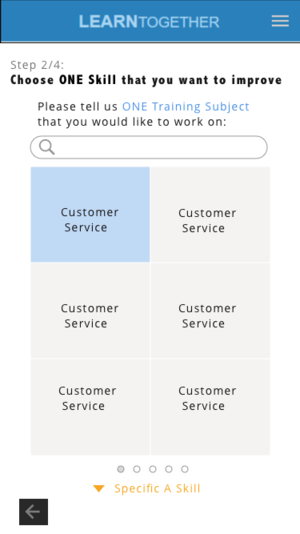 LEARNTOGETHER
Step 2/4:
Choose ONE Skill that you want to improve
Please tell us ONE Training Subject
that you would like to work on:
Customer
Service
Customer
Service
Customer
Service
Customer
Service
Customer
Service
Customer
Service
Specific A Skill